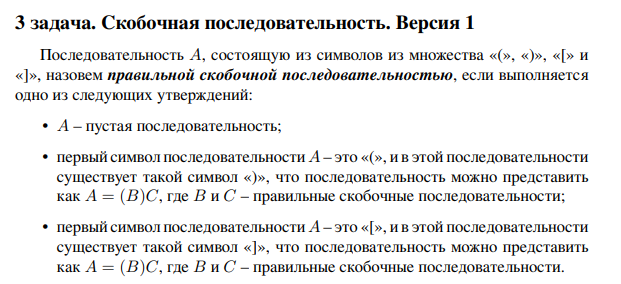 3 задача. Скобочная последовательность. Версия 1
Последовательность A, состоящую из символов из множества «(», «)», «[» и
«]», назовем правильной скобочной последовательностью, если выполняется
одно из следующих утверждений:
• A – пустая последовательность;
• первый символ последовательности A – это «(», и в этой последовательности
существует такой символ «)», что последовательность можно представить
как A = (B)C, где B и C – правильные скобочные последовательности;
• первый символ последовательности A – это «[», и в этой последовательности
существует такой символ «]», что последовательность можно представить
как A = (B)C, где B и C – правильные скобочные последовательности.